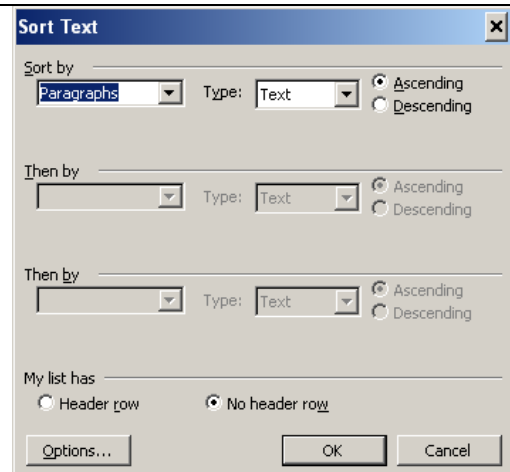 Sort Text
Sort by
Paragraphs Type: Text Ascending
Descending
Then by
Type: Text Ascending
Descending
Then by
Type: Text Ascending
Descending
My list has
Header row No header row
Options... OK Cancel